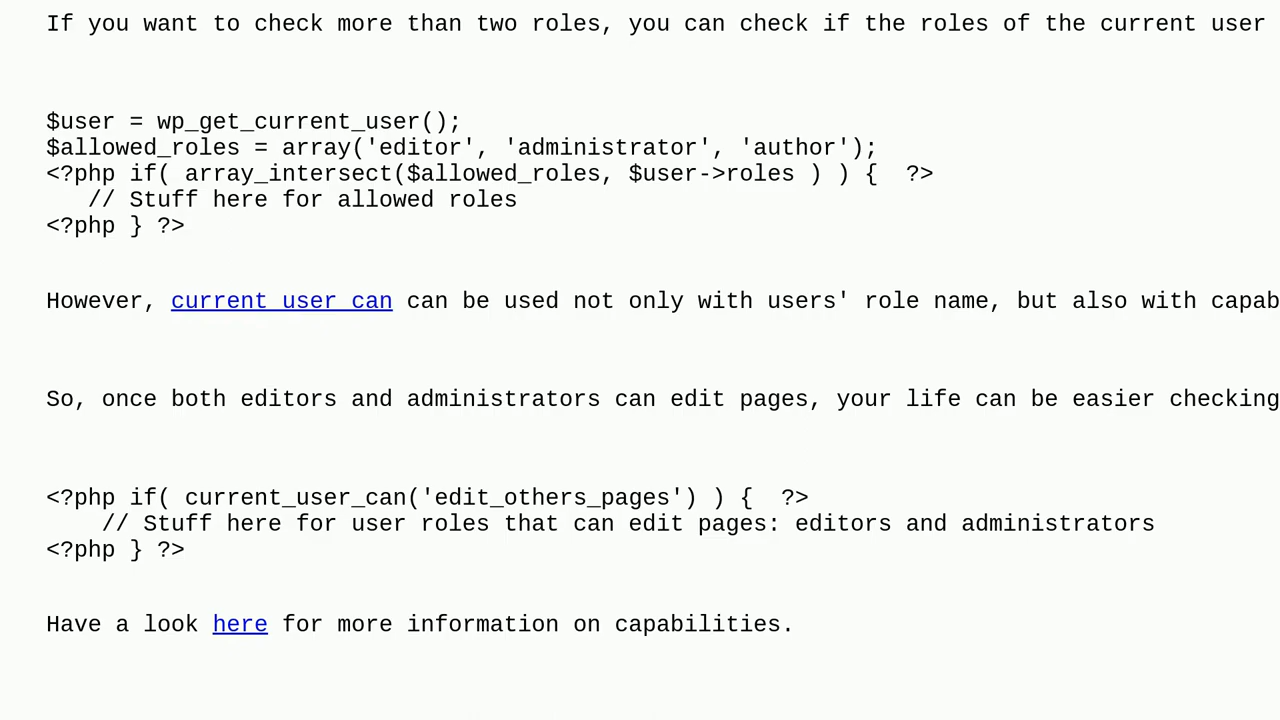 If you want to check more than two roles, you can check if the roles of the current user
$user = wp_get_current_user();
$allowed_roles = array('editor', 'administrator', 'author');
<?php if( array_intersect($allowed_roles, $user->roles ) ) {  ?>
   // Stuff here for allowed roles
<?php } ?>
However, current_user_can can be used not only with users' role name, but also with capab
So, once both editors and administrators can edit pages, your life can be easier checking
<?php if( current_user_can('edit_others_pages') ) {  ?>
    // Stuff here for user roles that can edit pages: editors and administrators
<?php } ?>
Have a look here for more information on capabilities.